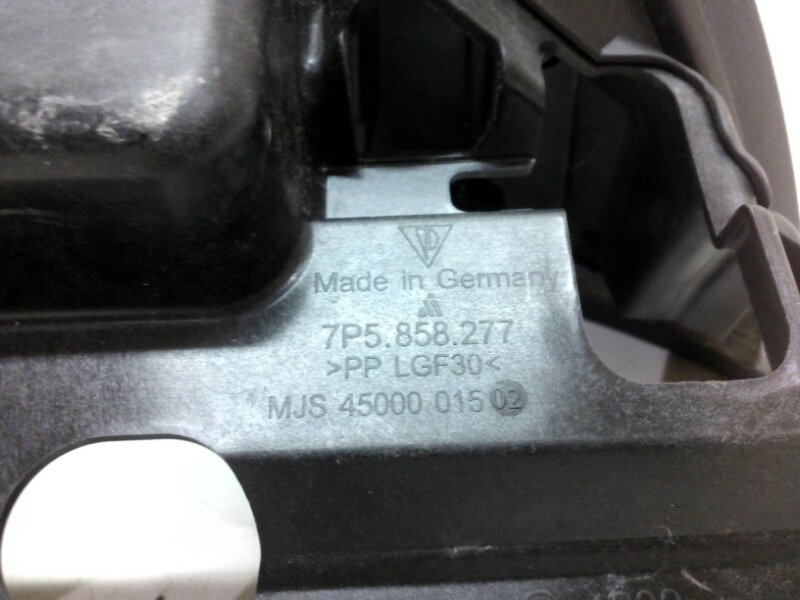 Made in Germany
7P5.858.277
>PP LGF30<
MJS 45000 015 02